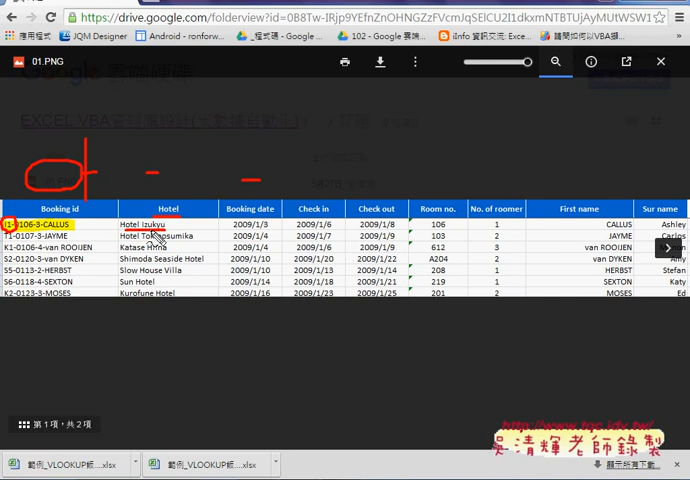 https://drive.google.com/folderview?id=0B8Tw-IRjp9YEfnZnOHNGZzFVcmJqSElCU2I1dkxmNTBTUjAyMUtWSW1
應用程式 JQM Designer Android - ronforw... _程式碼 - Google ... 102 - Google 雲端... iInfo 資訊交流: Exce... 請問如何以VBA擷...
01.PNG
Google 雲端硬碟
Booking id Hotel Booking date Check in Check out Room no. No. of roomer First name Sur name
I1-0106-3-CALLUS Hotel Izukyu 2009/1/3 2009/1/6 2009/1/8 106 1 CALLUS Ashley
T1-0107-3-JAYME 2009/1/4 2009/1/6 2009/1/7 103 2 JAYME Carlos
K1-0106-4-van ROOIJEN Katase Hima 2009/1/4 2009/1/6 2009/1/9 612 3 van ROOIJEN
S2-0120-3-van DYKEN Shimoda Seaside Hotel 2009/1/10 2009/1/20 2009/1/22 A204 2 van DYKEN Amy
S5-0113-2-HERBST Slow House Villa 2009/1/10 2009/1/13 2009/1/14 208 1 HERBST Stefan
S6-0118-4-SEXTON Sun Hotel 2009/1/14 2009/1/18 2009/1/21 219 1 SEXTON Katy
K2-0123-3-MOSES Kurofune Hotel 2009/1/16 2009/1/23 2009/1/25 201 2 MOSES Ed
第 1 項，共 2 項
吳清輝老師錄製
範例_VLOOKUP紙....xlsx 範例_VLOOKUP紙....xlsx 顯示所有下載...